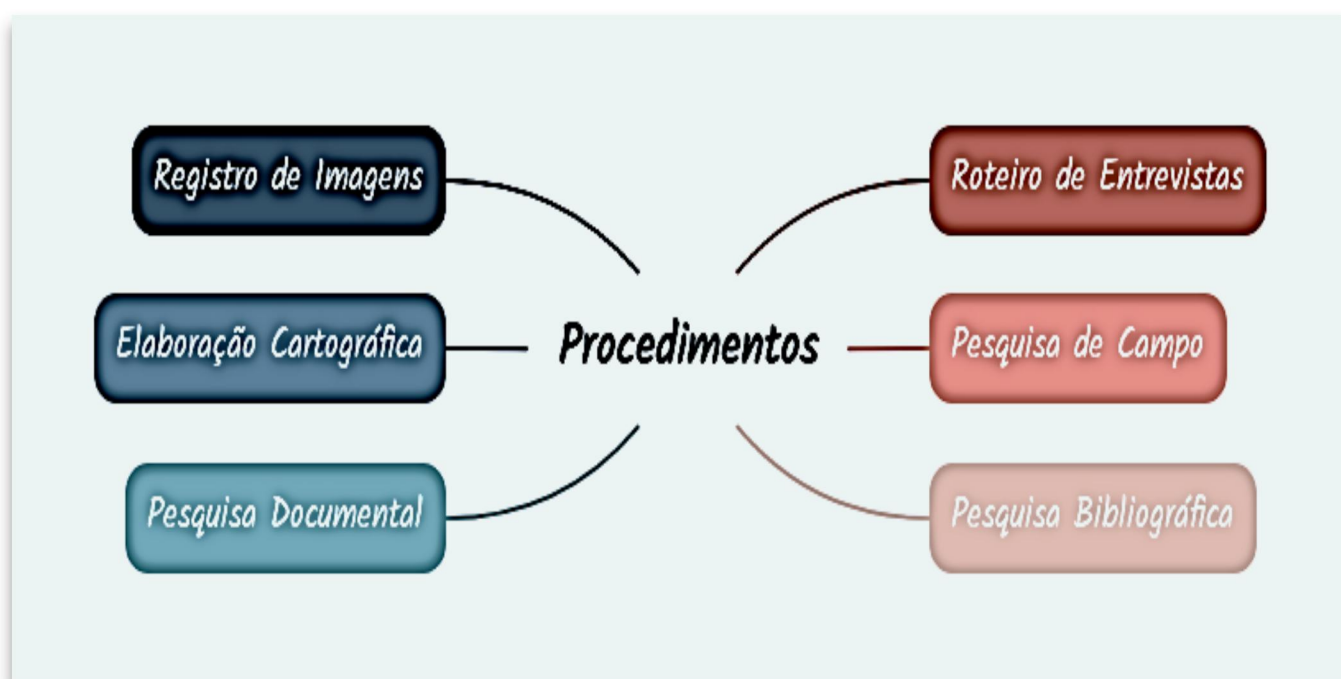 Registro de Imagens
Roteiro de Entrevistas
Elaboração Cartográfica
Procedimentos
Pesquisa de Campo
Pesquisa Documental
Pesquisa Bibliográfica